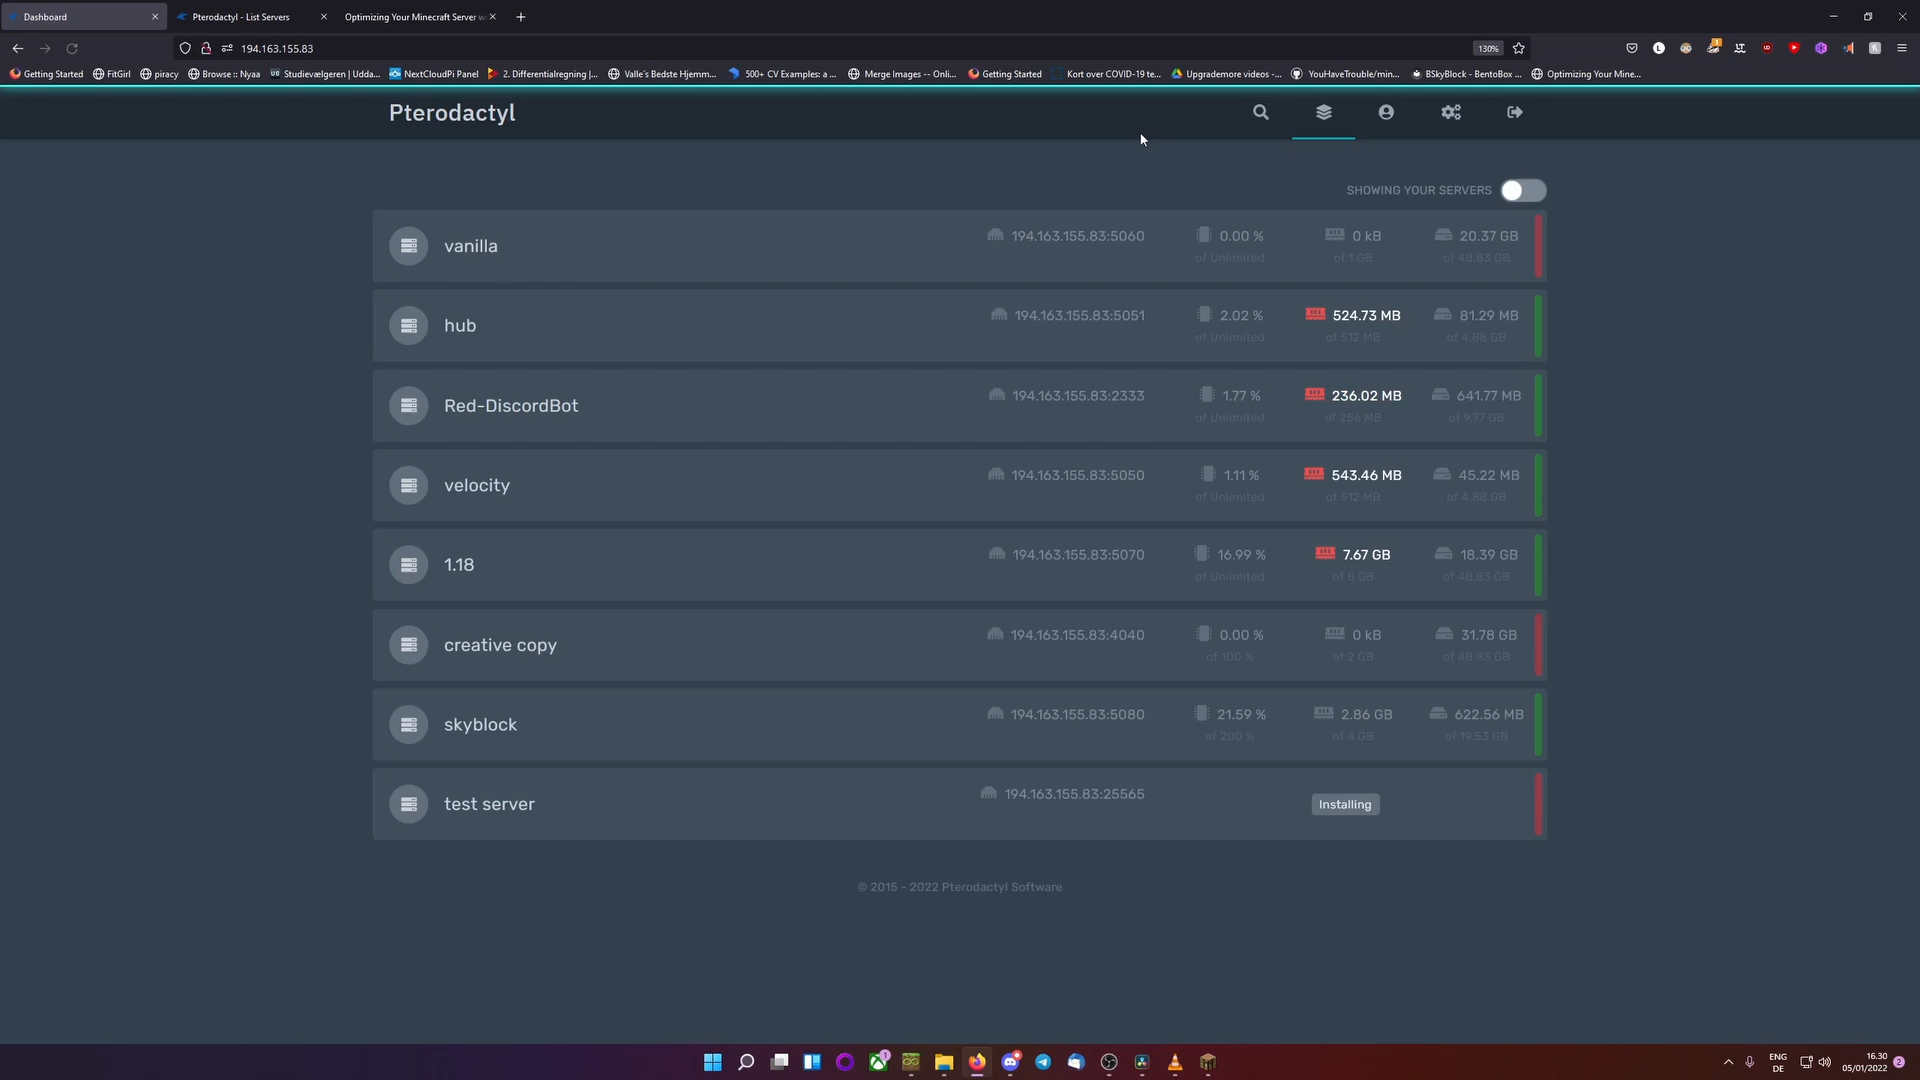 Dashboard
Pterodactyl - List Servers
Optimizing Your Minecraft Server w
194.163.155.83
130%
Getting Started
FitGirl
piracy
Browse :: Nyaa
Studievælgeren | Udda...
NextCloudPi Panel
2. Differentialregning |...
Valle's Bedste Hjemm...
500+ CV Examples: a ...
Merge Images -- Onli...
Getting Started
Kort over COVID-19 te...
Upgrademore videos -...
YouHaveTrouble/min...
BSkyBlock - BentoBox ...
Optimizing Your Mine...
Pterodactyl
SHOWING YOUR SERVERS
vanilla
194.163.155.83:5060
0.00 %
0 kB
20.37 GB
of Unlimited
of 1 GB
of 48.83 GB
hub
194.163.155.83:5051
2.02 %
524.73 MB
81.29 MB
of Unlimited
of 512 MB
of 4.88 GB
Red-DiscordBot
194.163.155.83:2333
1.77 %
236.02 MB
641.77 MB
of Unlimited
of 256 MB
of 9.77 GB
velocity
194.163.155.83:5050
1.11 %
543.46 MB
45.22 MB
of Unlimited
of 512 MB
of 4.88 GB
1.18
194.163.155.83:5070
16.99 %
7.67 GB
18.39 GB
of Unlimited
of 8 GB
of 48.83 GB
creative copy
194.163.155.83:4040
0.00 %
0 kB
31.78 GB
of 100 %
of 2 GB
of 48.83 GB
skyblock
194.163.155.83:5080
21.59 %
2.86 GB
622.56 MB
of 200 %
of 4 GB
of 19.53 GB
test server
194.163.155.83:25565
Installing
© 2015 - 2022 Pterodactyl Software
ENG
DE
16.30
05/01/2022
2